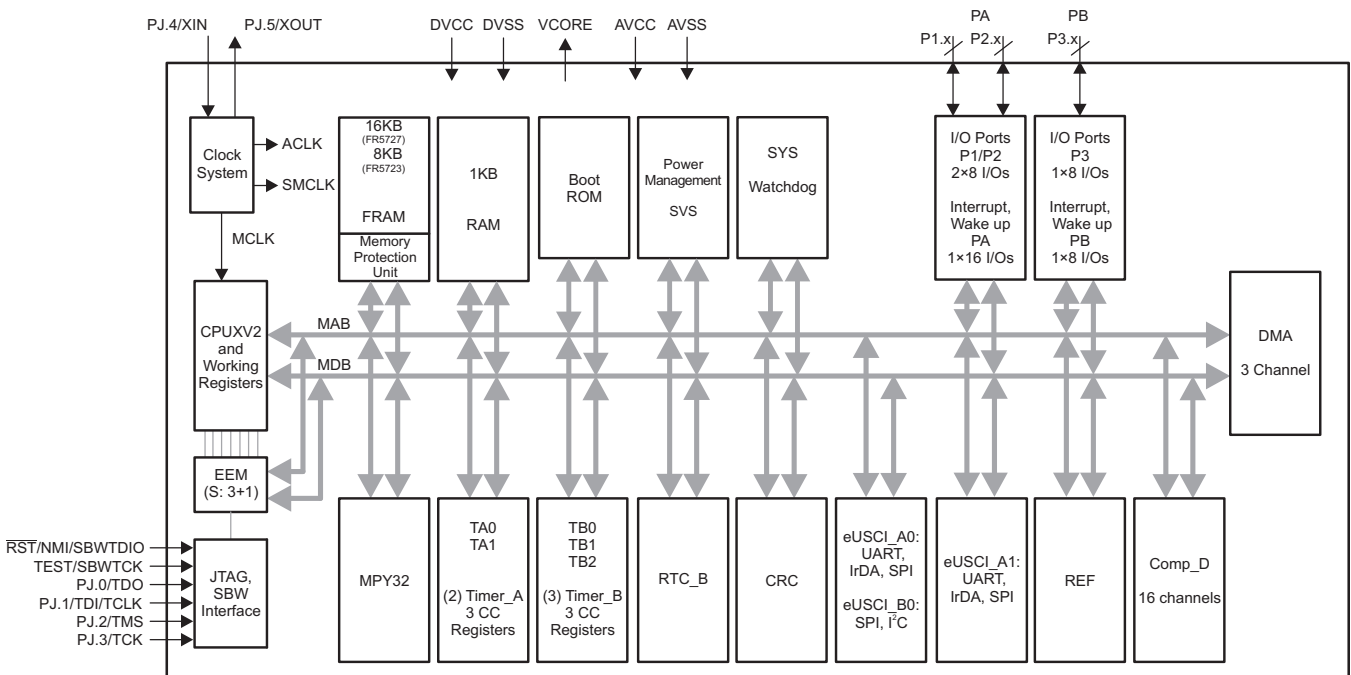 PJ.4/XIN
PJ.5/XOUT
DVCC
DVSS
VCORE
AVCC
AVSS
PA
P1.x
P2.x
PB
P3.x
Clock
System
ACLK
SMCLK
MCLK
16KB
(FR5727)
8KB
(FR5723)
FRAM
Memory
Protection
Unit
1KB
RAM
Boot
ROM
Power
Management
SVS
SYS
Watchdog
I/O Ports
P1/P2
2×8 I/Os
Interrupt,
Wake up
PA
1×16 I/Os
I/O Ports
P3
1×8 I/Os
Interrupt,
Wake up
PB
1×8 I/Os
CPUXV2
and
Working
Registers
MAB
MDB
DMA
3 Channel
EEM
(S: 3+1)
RST/NMI/SBWTDIO
TEST/SBWTCK
PJ.0/TDO
PJ.1/TDI/TCLK
PJ.2/TMS
PJ.3/TCK
JTAG,
SBW
Interface
MPY32
TA0
TA1
(2) Timer_A
3 CC
Registers
TB0
TB1
TB2
(3) Timer_B
3 CC
Registers
RTC_B
CRC
eUSCI_A0:
UART,
IrDA, SPI
eUSCI_B0:
SPI, I²C
eUSCI_A1:
UART,
IrDA, SPI
REF
Comp_D
16 channels